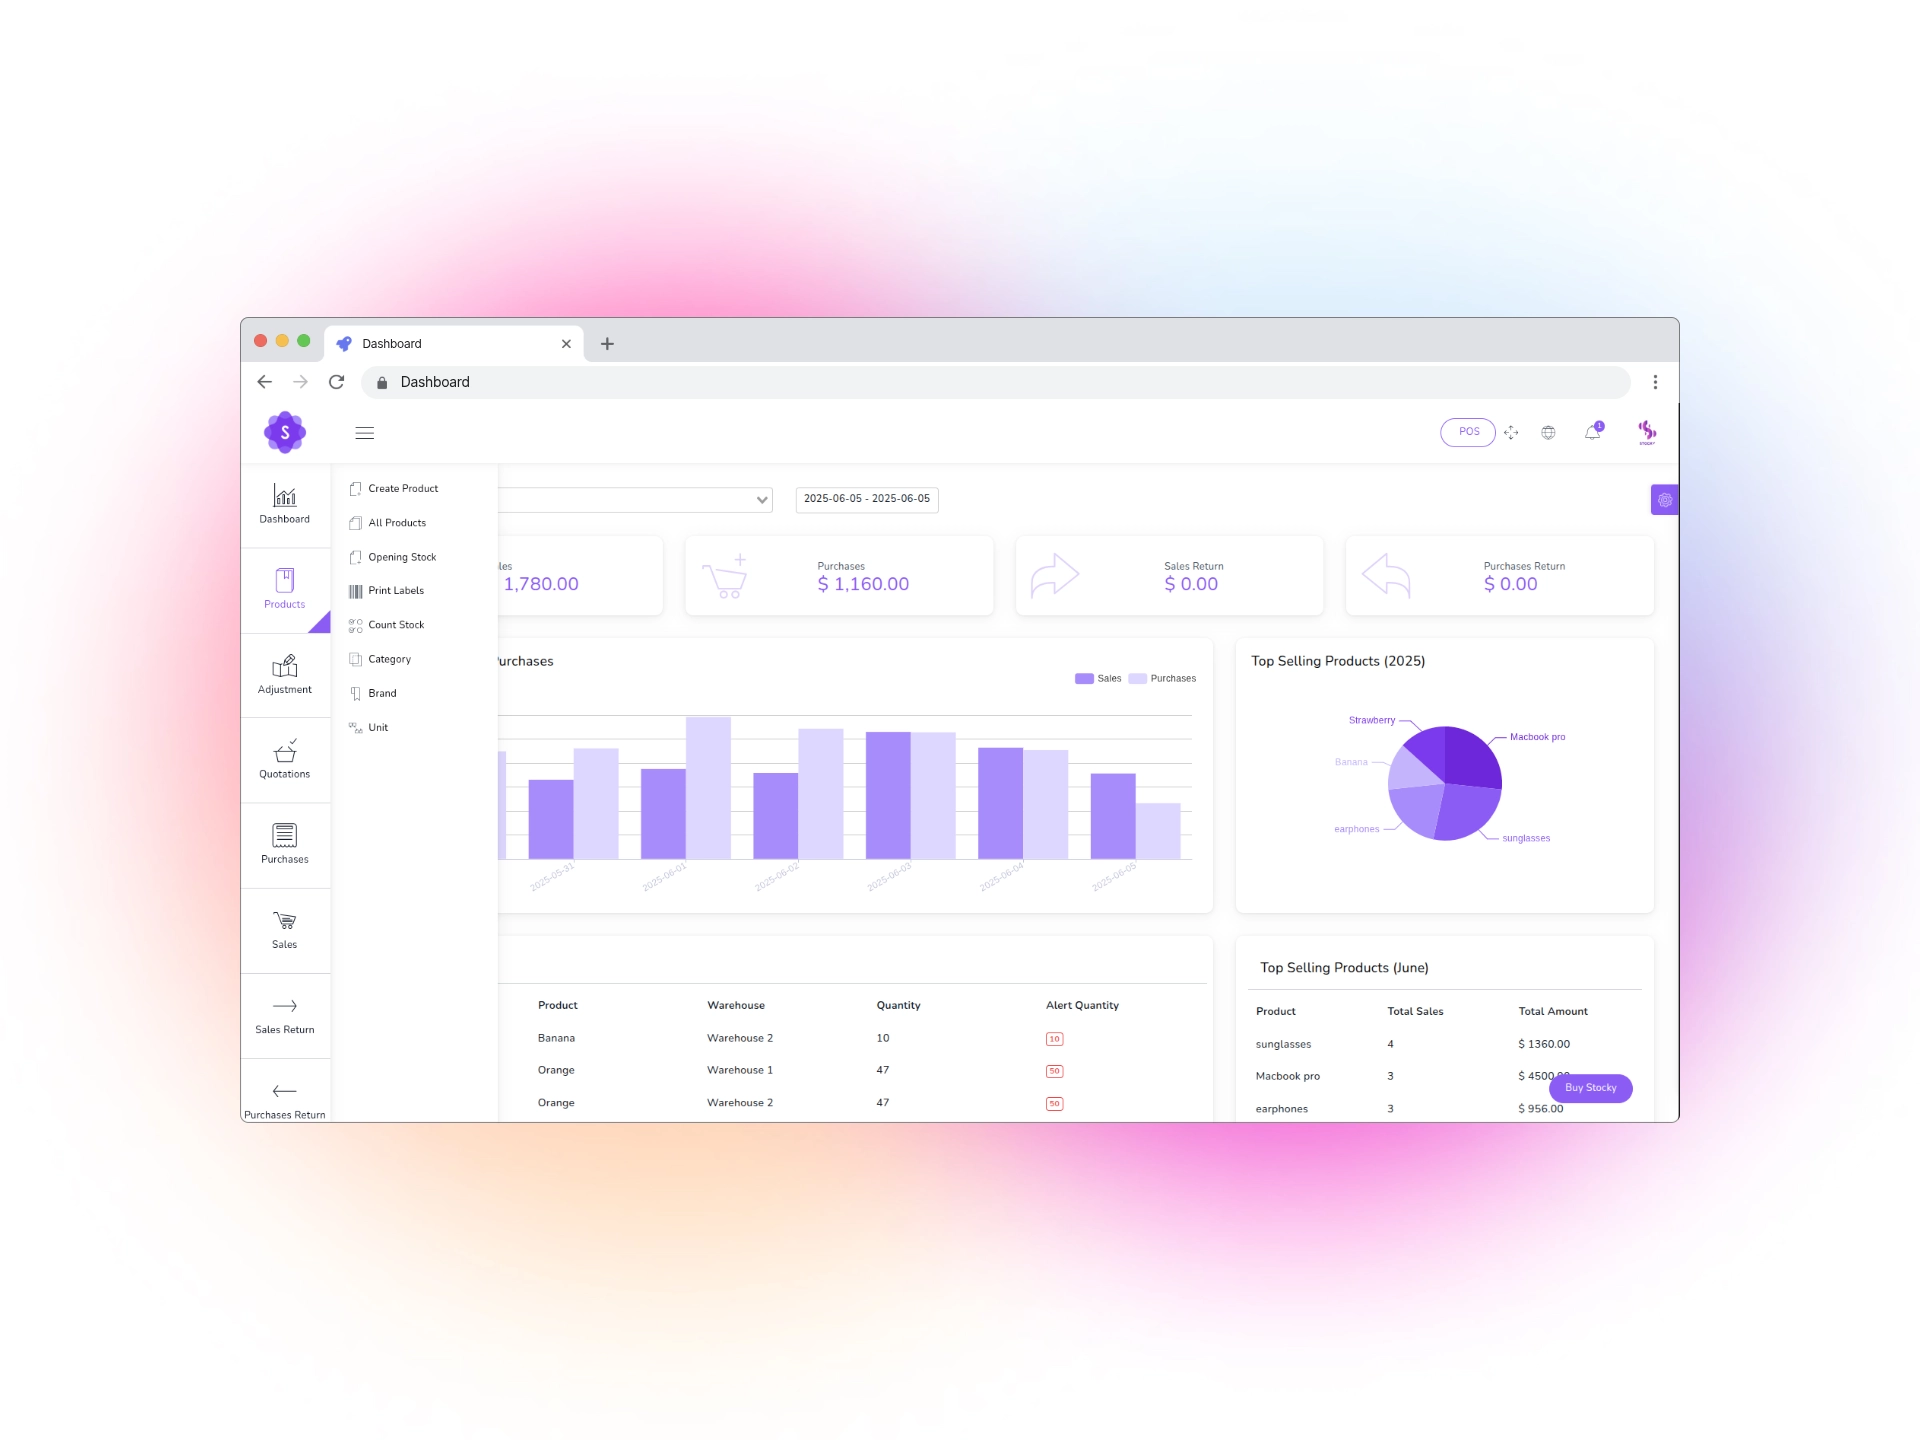 Dashboard
Dashboard
S
POS
1
STOCKY
Dashboard
Products
Adjustment
Quotations
Purchases
Sales
Sales Return
Purchases Return
Create Product
All Products
Opening Stock
Print Labels
Count Stock
Category
Brand
Unit
2025-06-05 - 2025-06-05
les
1,780.00
Purchases
$ 1,160.00
Sales Return
$ 0.00
Purchases Return
$ 0.00
urchases
Sales Purchases
2025-05-31 2025-06-01 2025-06-02 2025-06-03 2025-06-04 2025-06-05
Top Selling Products (2025)
Strawberry
Macbook pro
Banana
earphones
sunglasses
Product Warehouse Quantity Alert Quantity
Banana Warehouse 2 10 10
Orange Warehouse 1 47 50
Orange Warehouse 2 47 50
Top Selling Products (June)
Product Total Sales Total Amount
sunglasses 4 $ 1360.00
Macbook pro 3 $ 4500
earphones 3 $ 956.00
Buy Stocky